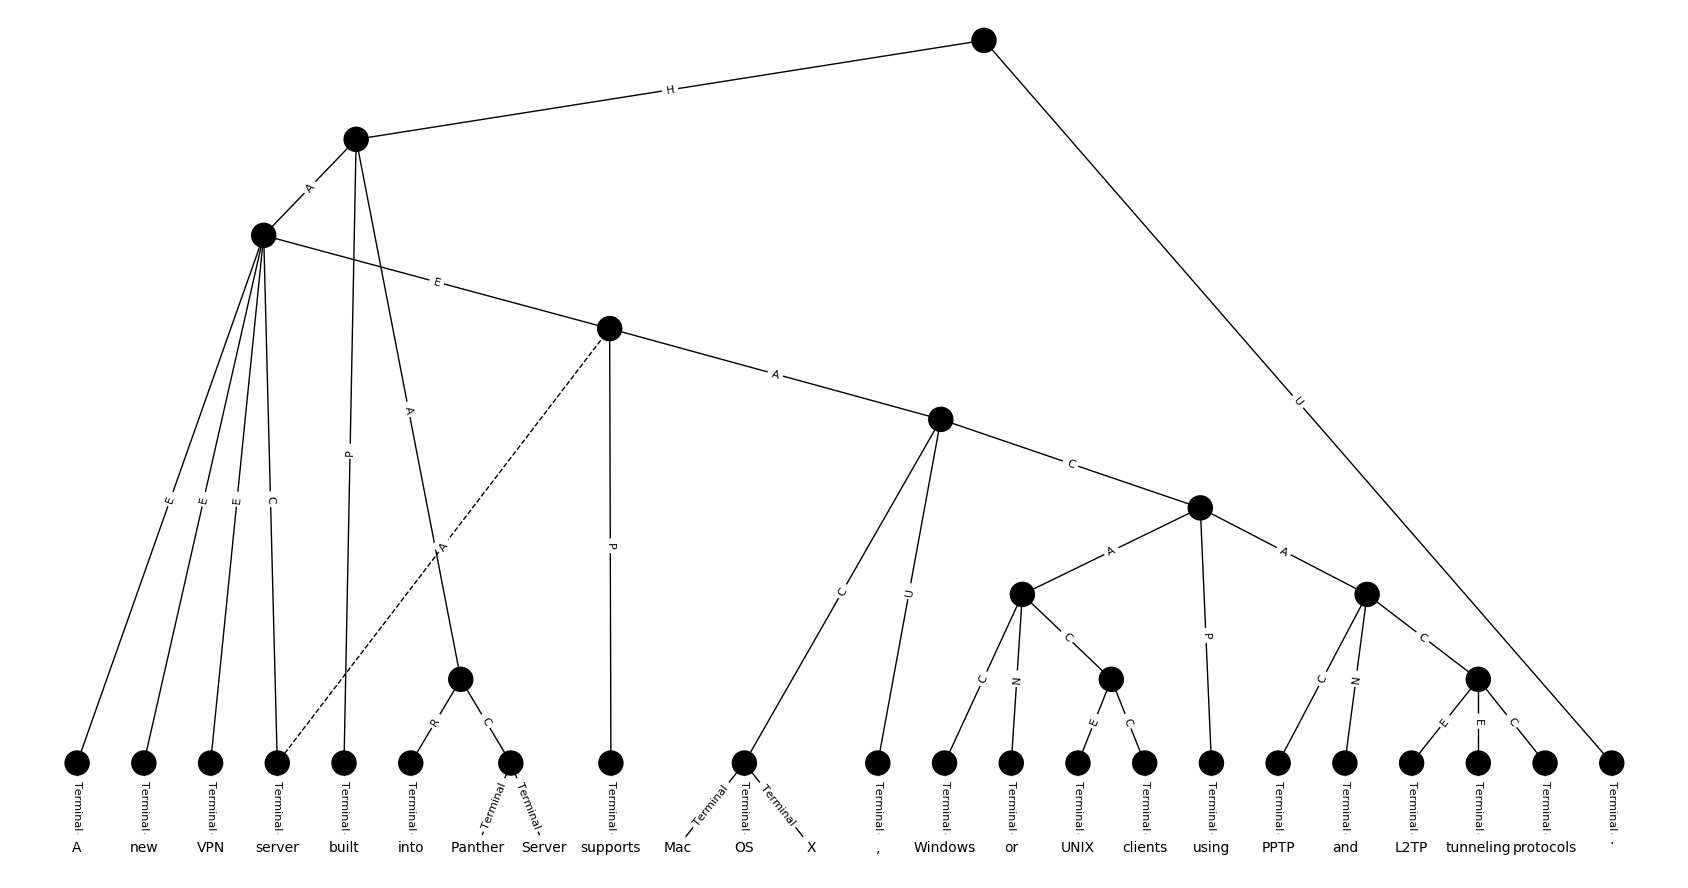 H
A
E
A
A
U
P
C
E
E
E
C
A
P
C
U
A
A
P
C
N
C
C
N
C
R
C
E
C
E
E
C
Terminal Terminal Terminal Terminal Terminal Terminal Terminal Terminal Terminal Terminal Terminal Terminal Terminal Terminal Terminal Terminal Terminal Terminal Terminal Terminal Terminal Terminal Terminal Terminal
A new VPN server built into Panther Server supports Mac OS X , Windows or UNIX clients using PPTP and L2TP tunneling protocols .